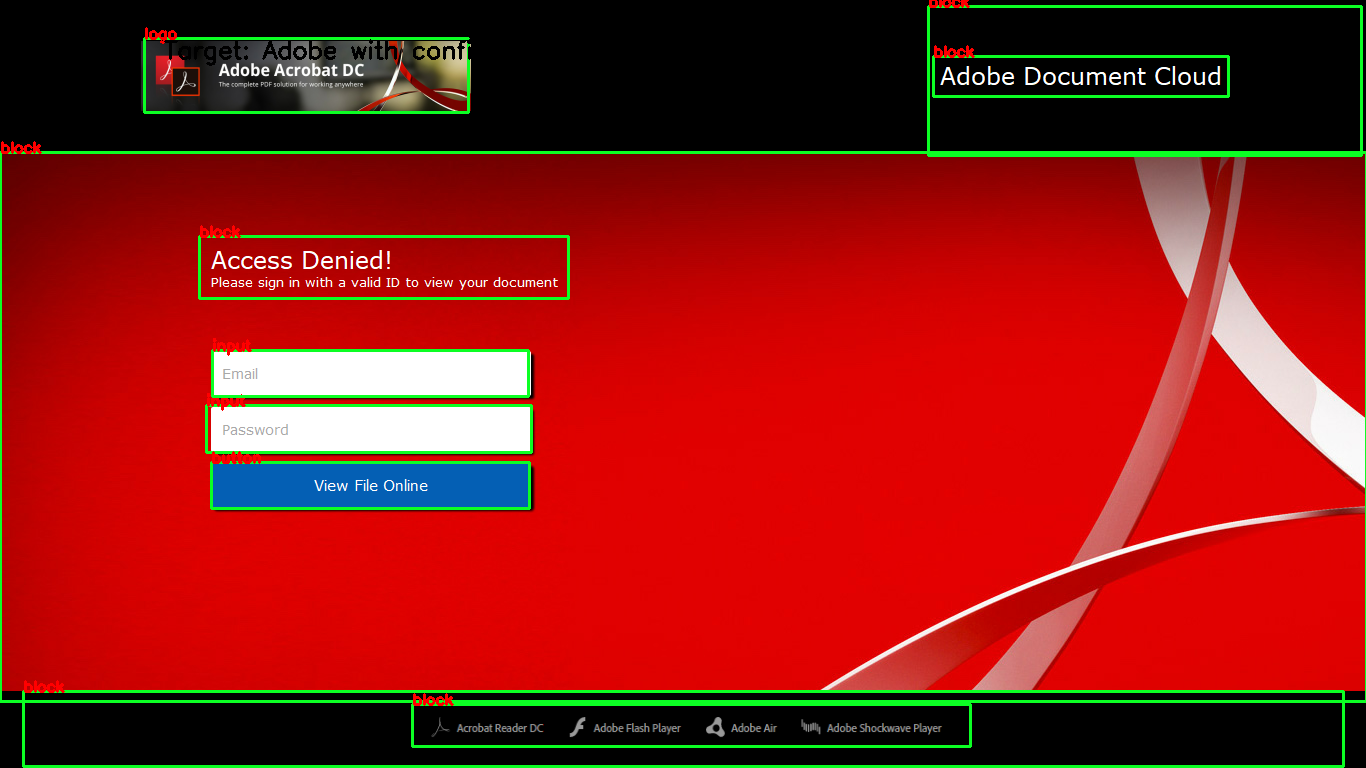 block
logo
Target: Adobe with confi
Adobe Acrobat DC
The complete PDF solution for working anywhere
block
Adobe Document Cloud
block
block
Access Denied!
Please sign in with a valid ID to view your document
input
Email
input
Password
button
View File Online
block
block
Acrobat Reader DC
Adobe Flash Player
Adobe Air
Adobe Shockwave Player